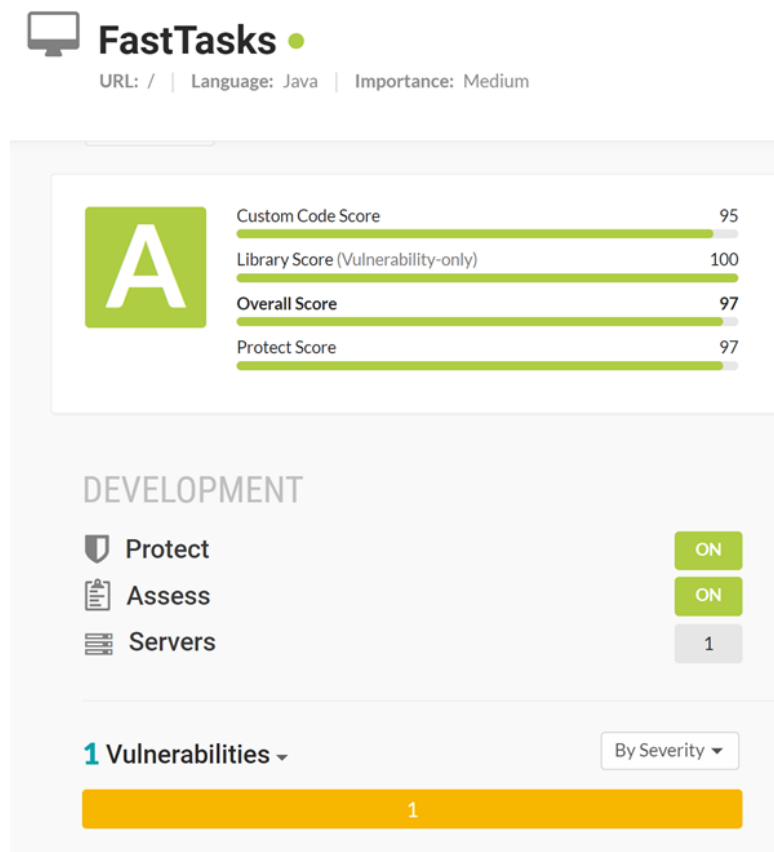 FastTasks
URL: / | Language: Java | Importance: Medium
A
Custom Code Score 95
Library Score (Vulnerability-only) 100
Overall Score 97
Protect Score 97
DEVELOPMENT
Protect ON
Assess ON
Servers 1
1 Vulnerabilities
By Severity
1